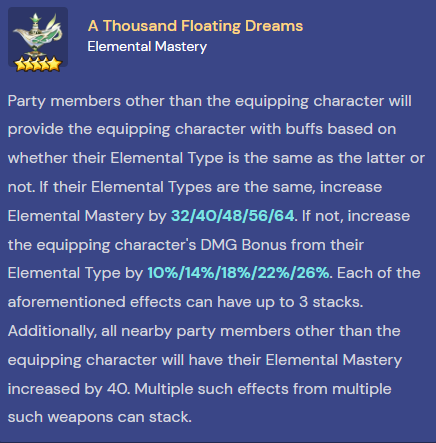 A Thousand Floating Dreams
Elemental Mastery
Party members other than the equipping character will
provide the equipping character with buffs based on
whether their Elemental Type is the same as the latter or
not. If their Elemental Types are the same, increase
Elemental Mastery by 32/40/48/56/64. If not, increase
the equipping character's DMG Bonus from their
Elemental Type by 10%/14%/18%/22%/26%. Each of the
aforementioned effects can have up to 3 stacks.
Additionally, all nearby party members other than the
equipping character will have their Elemental Mastery
increased by 40. Multiple such effects from multiple
such weapons can stack.